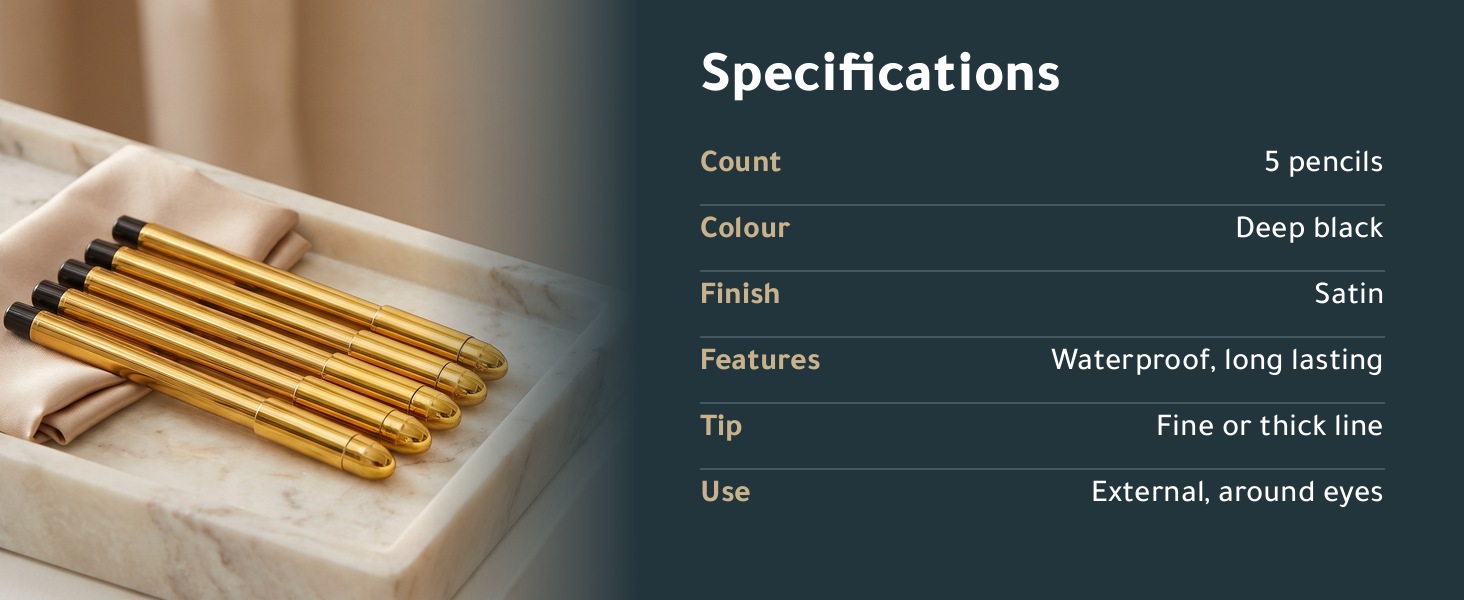 Specifications
Count 5 pencils
Colour Deep black
Finish Satin
Features Waterproof, long lasting
Tip Fine or thick line
Use External, around eyes